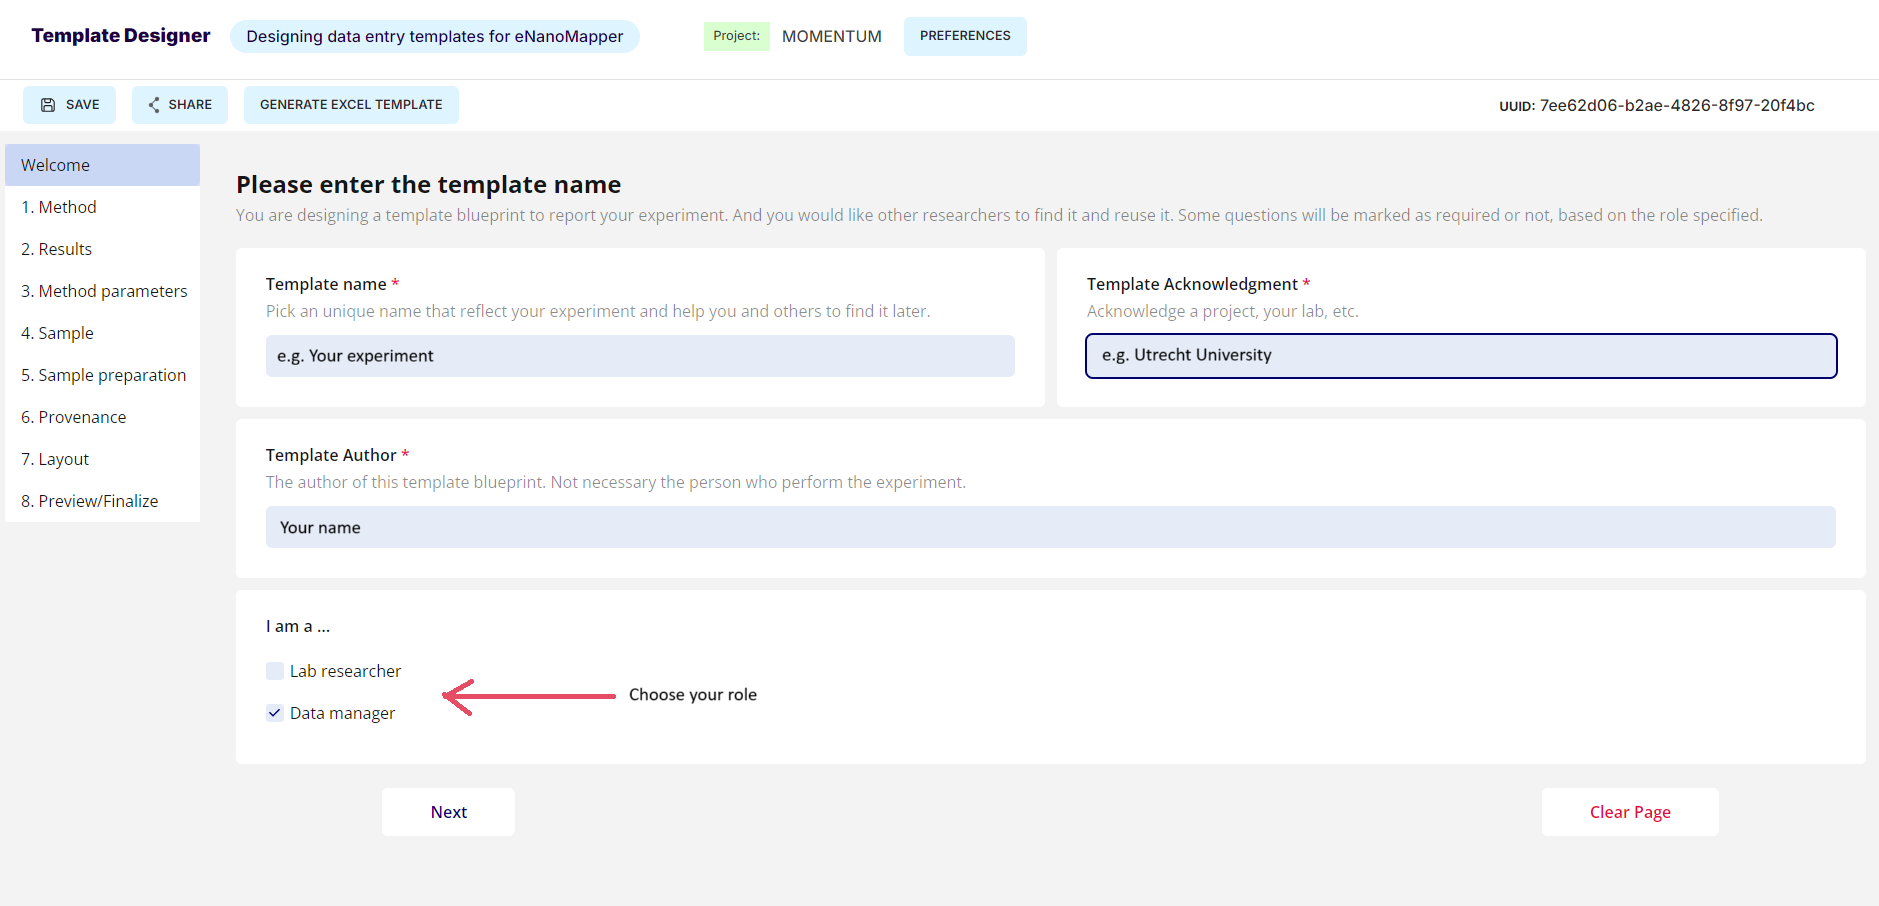 Template Designer
Designing data entry templates for eNanoMapper
Project:
MOMENTUM
PREFERENCES
SAVE
SHARE
GENERATE EXCEL TEMPLATE
UUID: 7ee62d06-b2ae-4826-8f97-20f4bc
Welcome
1. Method
2. Results
3. Method parameters
4. Sample
5. Sample preparation
6. Provenance
7. Layout
8. Preview/Finalize
Please enter the template name
You are designing a template blueprint to report your experiment. And you would like other researchers to find it and reuse it. Some questions will be marked as required or not, based on the role specified.
Template name *
Pick an unique name that reflect your experiment and help you and others to find it later.
e.g. Your experiment
Template Acknowledgment *
Acknowledge a project, your lab, etc.
e.g. Utrecht University
Template Author *
The author of this template blueprint. Not necessary the person who perform the experiment.
Your name
I am a ...
Lab researcher
Data manager
Choose your role
Next
Clear Page